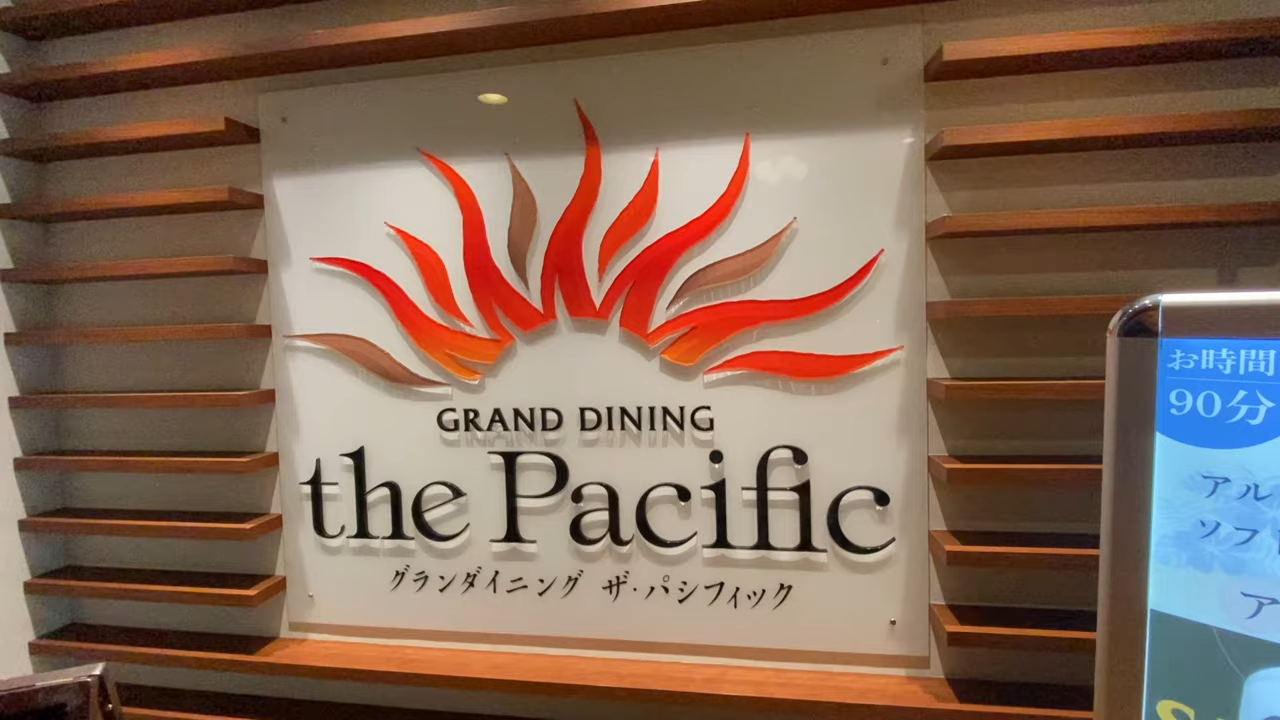 GRAND DINING
the Pacific
グランダイニング ザ・パシフィック
お時間
90分
アル
ソフト
ア